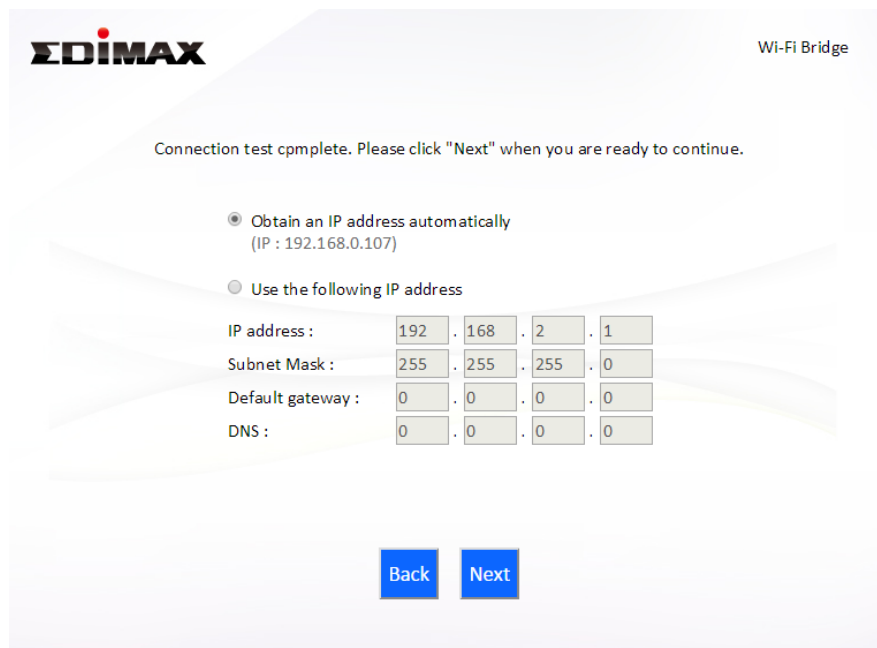 EDIMAX
Wi-Fi Bridge
Connection test cpmplete. Please click "Next" when you are ready to continue.
Obtain an IP address automatically
(IP : 192.168.0.107)
Use the following IP address
IP address : 192 . 168 . 2 . 1
Subnet Mask : 255 . 255 . 255 . 0
Default gateway : 0 . 0 . 0 . 0
DNS : 0 . 0 . 0 . 0
Back Next